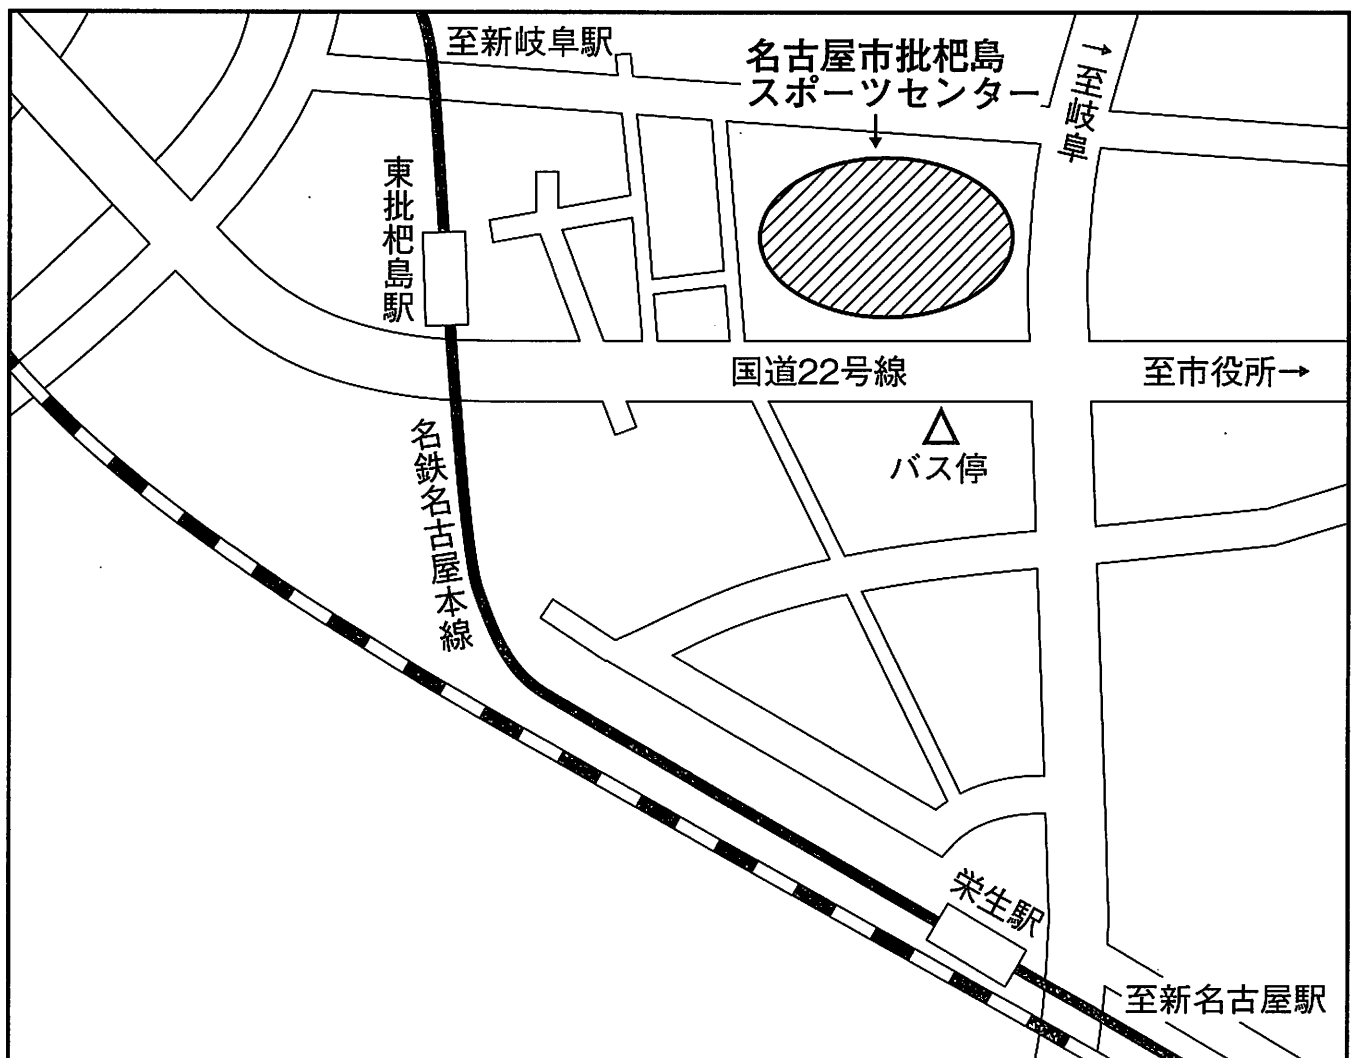 至新岐阜駅
名古屋市批杷島
スポーツセンター
→至岐阜
東批杷島駅
国道22号線
至市役所→
バス停
名鉄名古屋本線
栄生駅
至新名古屋駅